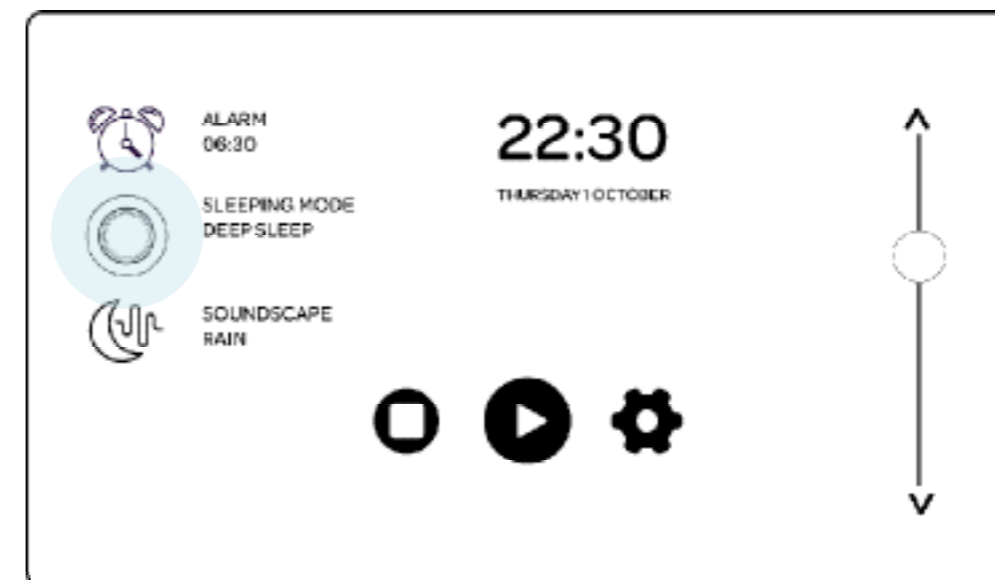 ALARM
06:30
SLEEPING MODE
DEEP SLEEP
SOUNDSCAPE
RAIN
22:30
THURSDAY 1 OCTOBER